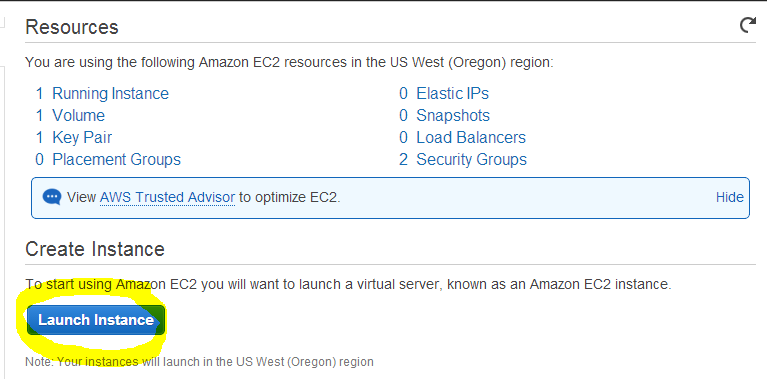 Resources
You are using the following Amazon EC2 resources in the US West (Oregon) region:
1 Running Instance 0 Elastic IPs
1 Volume 0 Snapshots
1 Key Pair 0 Load Balancers
0 Placement Groups 2 Security Groups
View AWS Trusted Advisor to optimize EC2. Hide
Create Instance
To start using Amazon EC2 you will want to launch a virtual server, known as an Amazon EC2 instance.
Launch Instance
Note: Your instances will launch in the US West (Oregon) region